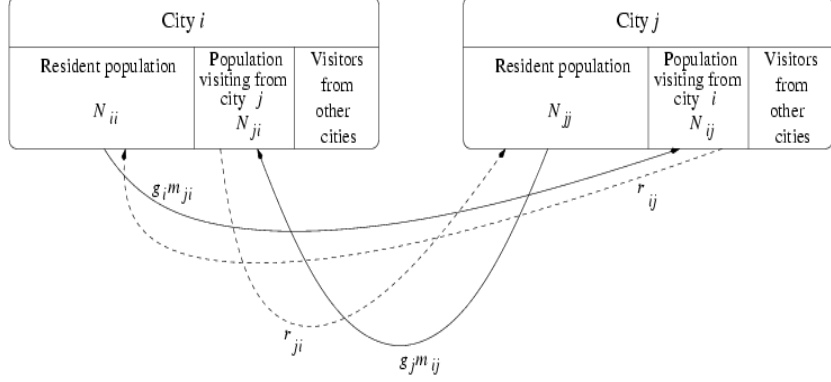 City i
Resident population
N ii
Population
visiting from
city j
N ji
Visitors
from
other
cities
City j
Resident population
N jj
Population
visiting from
city i
N ij
Visitors
from
other
cities
g i m ji
r ij
r ji
g j m ij